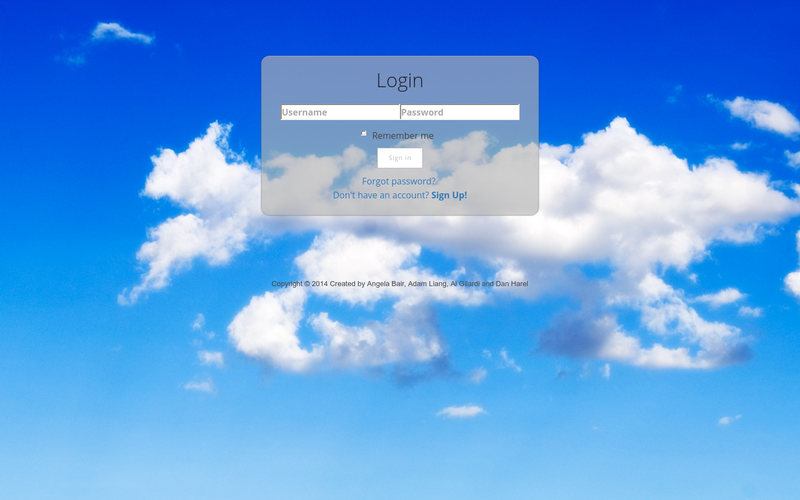 Login
Username Password
Remember me
Sign in
Forgot password?
Don't have an account? Sign Up!
Copyright © 2014 Created by Angela Bair, Adam Liang, Al Gilardi and Dan Harel